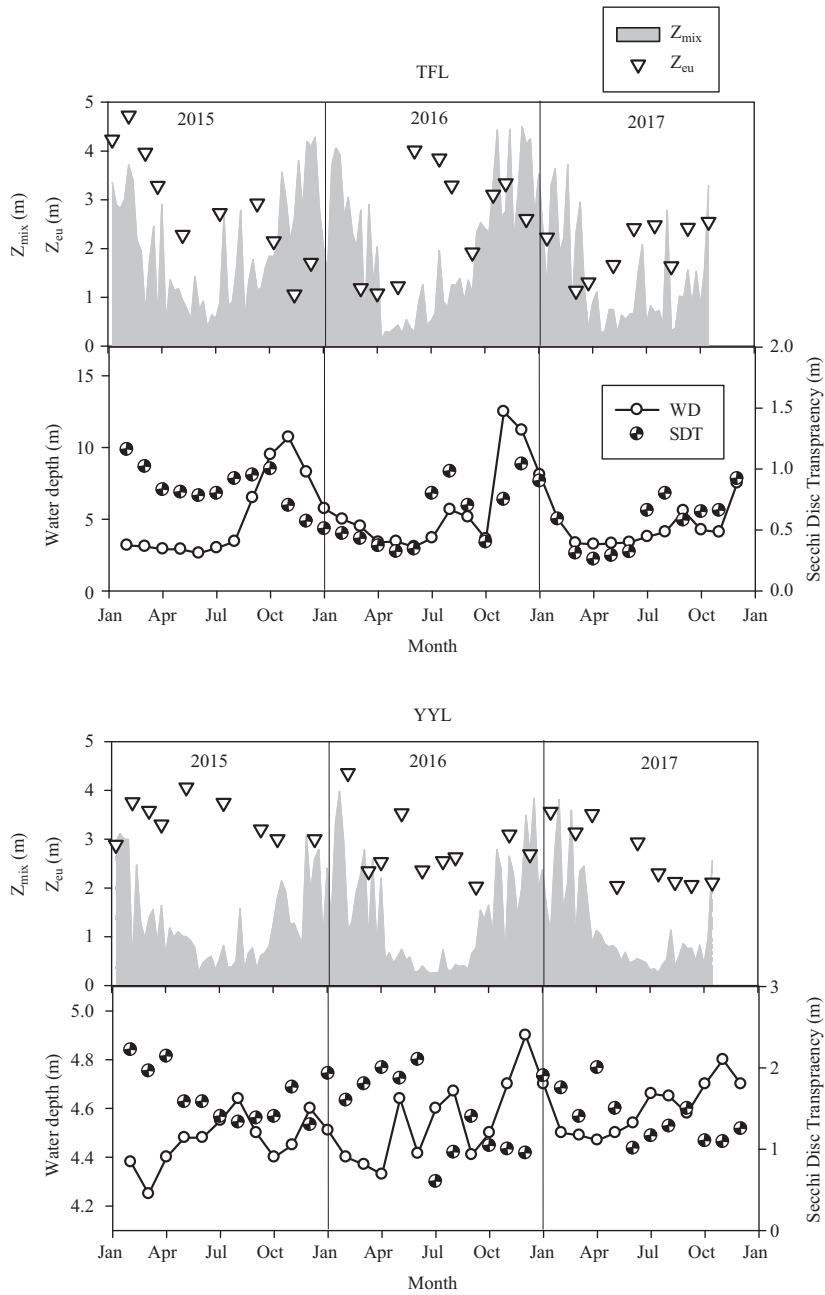 Zmix
Zeu
TFL
Zmix (m)
Zeu (m)
5
4
3
2
1
0
2015
2016
2017
Water depth (m)
15
10
5
0
2.0
1.5
1.0
0.5
0.0
Secchi Disc Transpraency (m)
WD
SDT
Jan Apr Jul Oct Jan Apr Jul Oct Jan Apr Jul Oct Jan
Month
YYL
Zmix (m)
Zeu (m)
5
4
3
2
1
0
2015
2016
2017
Water depth (m)
5.0
4.8
4.6
4.4
4.2
3
2
1
0
Secchi Disc Transpraency (m)
Jan Apr Jul Oct Jan Apr Jul Oct Jan Apr Jul Oct Jan
Month